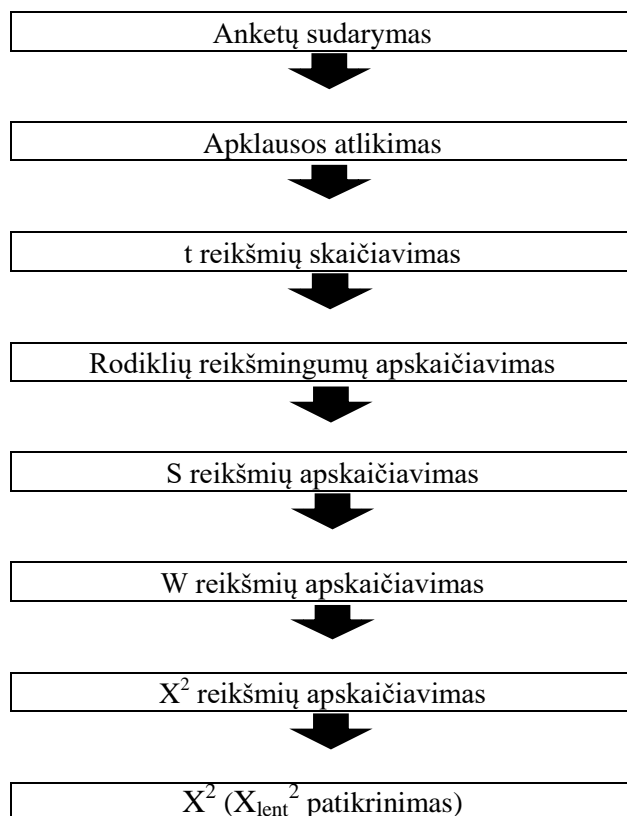 Anketų sudarymas
Apklausos atlikimas
t reikšmių skaičiavimas
Rodiklių reikšmingumų apskaičiavimas
S reikšmių apskaičiavimas
W reikšmių apskaičiavimas
X² reikšmių apskaičiavimas
X² (Xlent² patikrinimas)